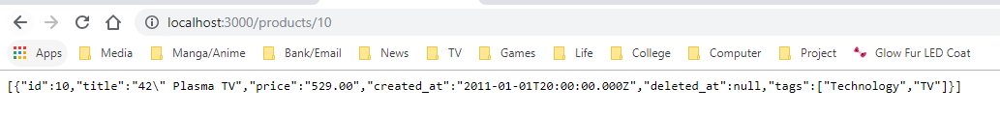 localhost:3000/products/10
Apps Media Manga/Anime Bank/Email News TV Games Life College Computer Project Glow Fur LED Coat
[{"id":10,"title":"42\" Plasma TV","price":"529.00","created_at":"2011-01-01T20:00:00.000Z","deleted_at":null,"tags":["Technology","TV"]}]